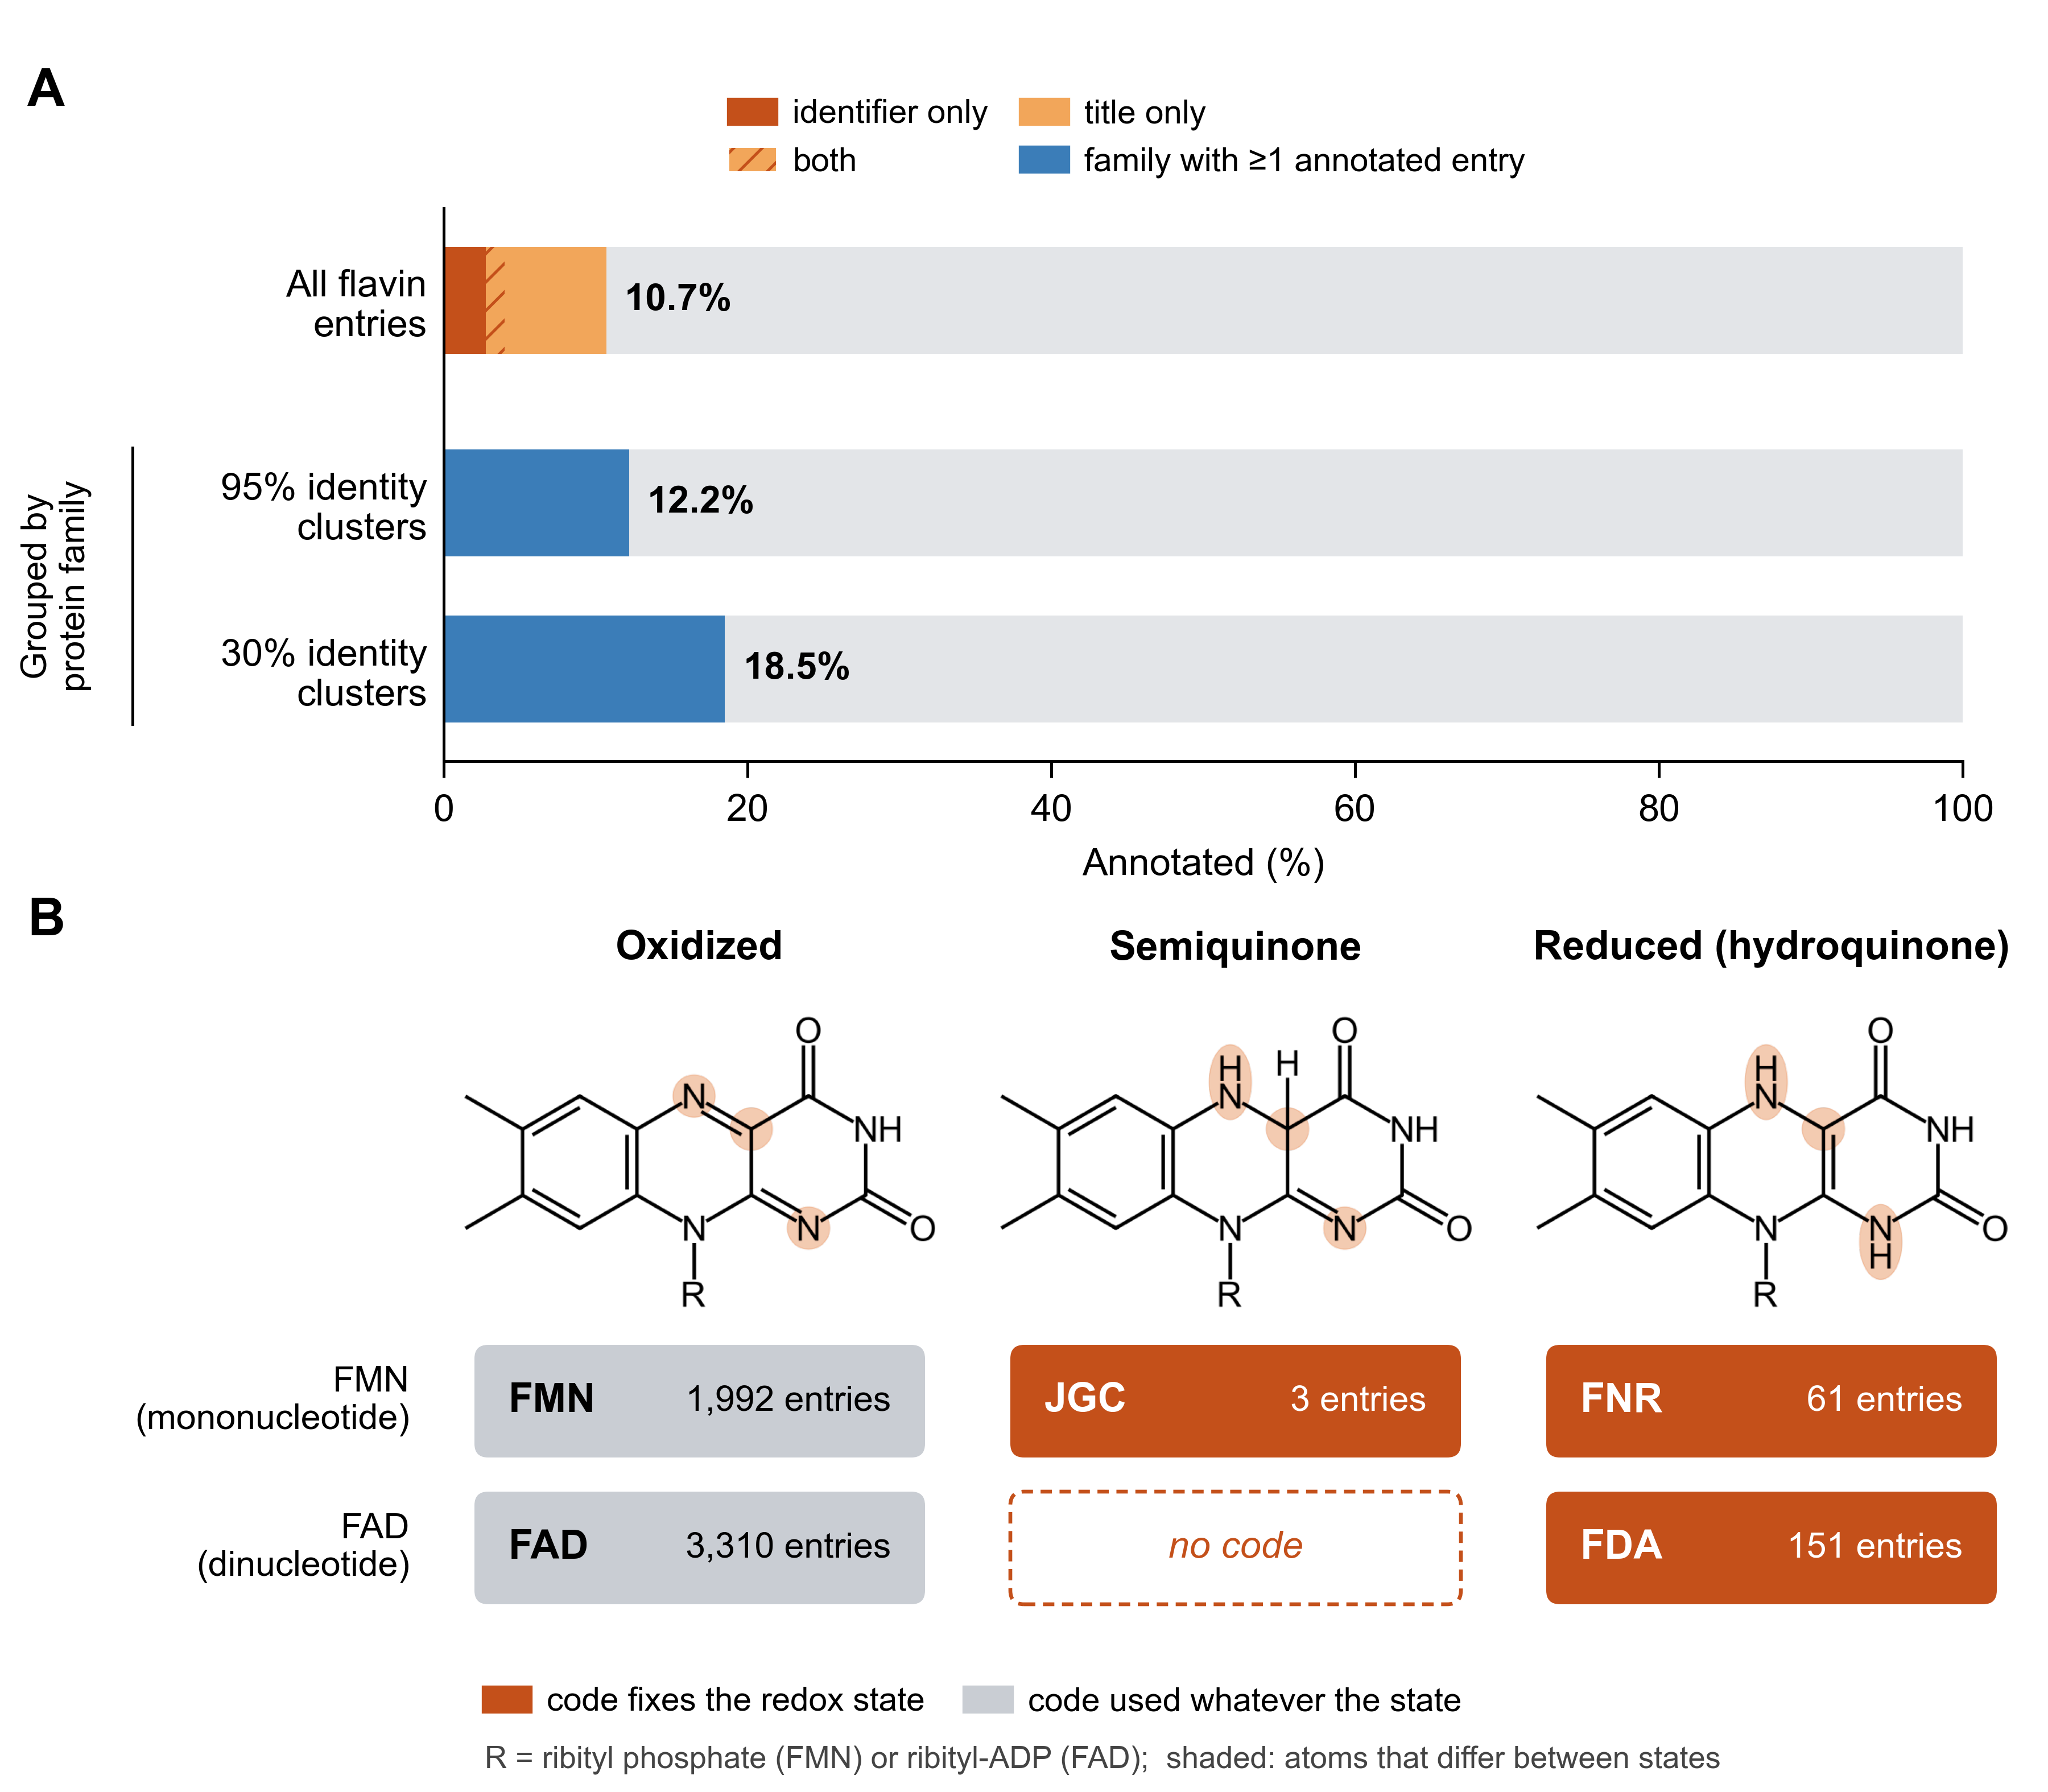 A
identifier only
title only
both
family with ≥1 annotated entry
All flavin
entries
10.7%
Grouped by
protein family
95% identity
clusters
12.2%
30% identity
clusters
18.5%
0 20 40 60 80 100
Annotated (%)
B
Oxidized
Semiquinone
Reduced (hydroquinone)
O
N
NH
N
N
O
R
H
N
H
O
NH
N
N
O
R
H
N
O
NH
N
N
H
O
R
FMN
(mononucleotide)
FMN 1,992 entries
JGC 3 entries
FNR 61 entries
FAD
(dinucleotide)
FAD 3,310 entries
no code
FDA 151 entries
code fixes the redox state
code used whatever the state
R = ribityl phosphate (FMN) or ribityl-ADP (FAD); shaded: atoms that differ between states